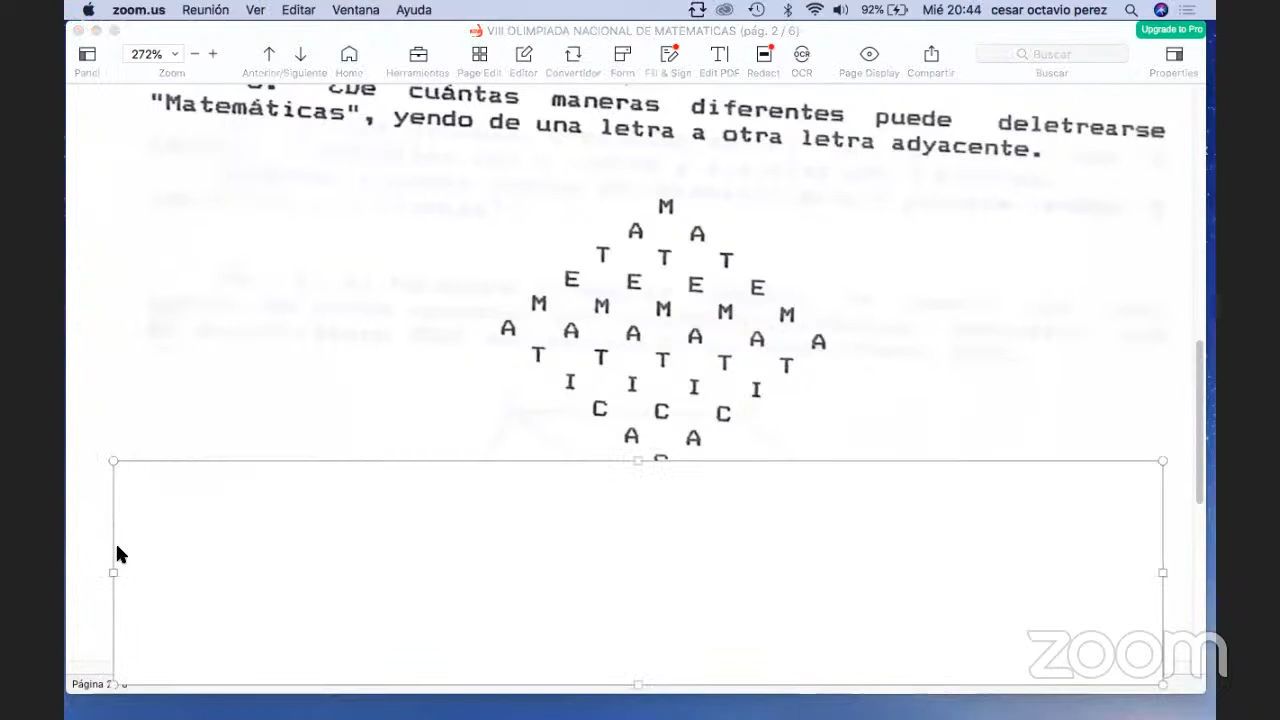 zoom.us Reunión Ver Editar Ventana Ayuda 92% Mié 20:44 cesar octavio perez
VIII OLIMPIADA NACIONAL DE MATEMATICAS (pág. 2 / 6)
Upgrade to Pro
272%
Buscar
Panel Zoom Anterior/Siguiente Home Herramientas Page Edit Editor Convertidor Form Fill & Sign Edit PDF Redact OCR Page Display Compartir Buscar Properties
¿De cuántas maneras diferentes puede deletrearse
"Matemáticas", yendo de una letra a otra letra adyacente.
M
A A
T T T
E E E E
M M M M M
A A A A A A
T T T T T
I I I I
C C C
A A
S
zoom
Página 2